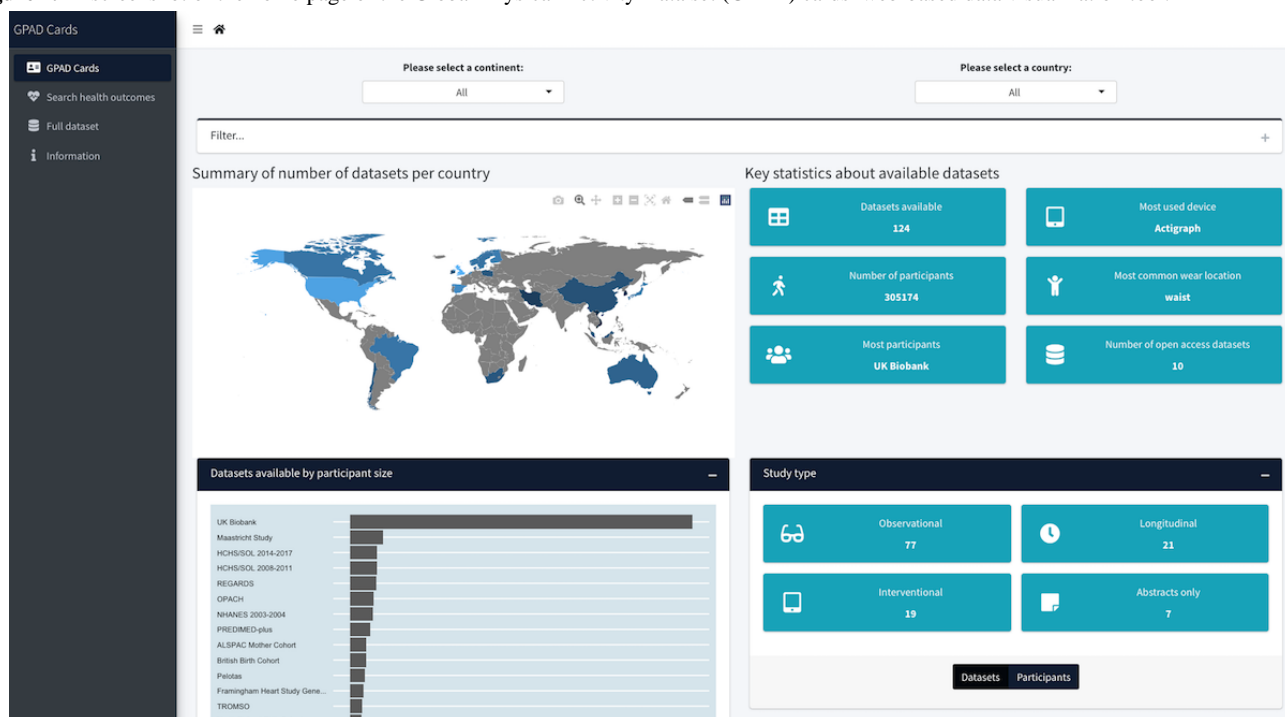 GPAD Cards
GPAD Cards
Search health outcomes
Full dataset
Information
Please select a continent:
All
Please select a country:
All
Filter...
Summary of number of datasets per country
Key statistics about available datasets
Datasets available
124
Most used device
Actigraph
Number of participants
305174
Most common wear location
waist
Most participants
UK Biobank
Number of open access datasets
10
Datasets available by participant size
UK Biobank
Maastricht Study
HCHS/SOL 2014-2017
HCHS/SOL 2008-2011
REGARDS
OPACH
NHANES 2003-2004
PREDIMED-plus
ALSPAC Mother Cohort
British Birth Cohort
Pelotas
Framingham Heart Study Gene...
TROMSO
Study type
Observational
77
Longitudinal
21
Interventional
19
Abstracts only
7
Datasets Participants